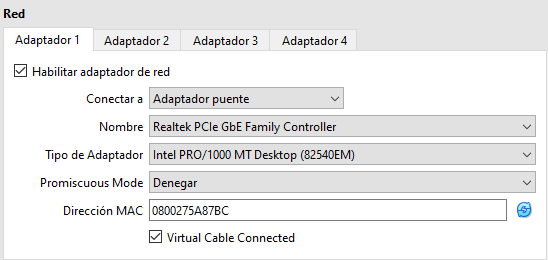 Red
Adaptador 1 Adaptador 2 Adaptador 3 Adaptador 4
Habilitar adaptador de red
Conectar a Adaptador puente
Nombre Realtek PCIe GbE Family Controller
Tipo de Adaptador Intel PRO/1000 MT Desktop (82540EM)
Promiscuous Mode Denegar
Dirección MAC 0800275A87BC
Virtual Cable Connected